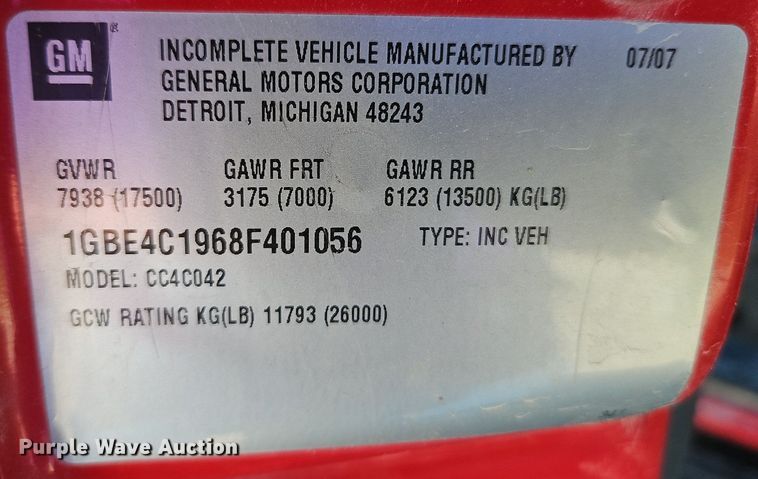 GM
INCOMPLETE VEHICLE MANUFACTURED BY 07/07
GENERAL MOTORS CORPORATION
DETROIT, MICHIGAN 48243
GVWR GAWR FRT GAWR RR
7938 (17500) 3175 (7000) 6123 (13500) KG(LB)
1GBE4C1968F401056 TYPE: INC VEH
MODEL: CC4C042
GCW RATING KG(LB) 11793 (26000)
Purple Wave Auction